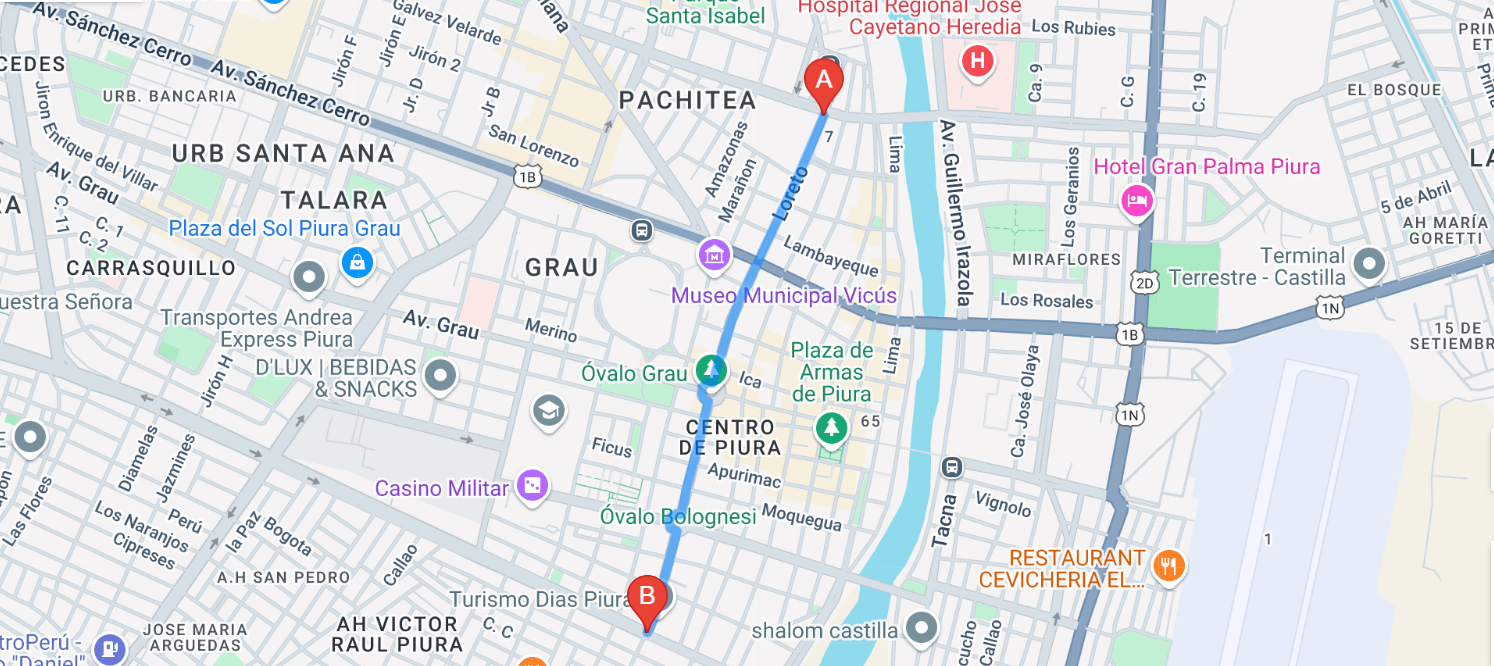 Av. Sánchez Cerro
Jirón E
Galvez Velarde
Santa Isabel
Hospital Regional José
Cayetano Heredia
Los Rubies
CEDES
Av. Sánchez Cerro
Jirón F
Jirón 2
A
H
Ca. 9
C. G
C. 19
EL BOSQUE
URB. BANCARIA
Jr. D
Jr B
PACHITEA
Jiron Enrique del Villar
San Lorenzo
Amazonas
7
Lima
Av. Guillermo Irazola
Los Geranios
URB SANTA ANA
Av. Grau
1B
Marañon
Loreto
Hotel Gran Palma Piura
5 de Abril
TALARA
C. 11
C. 1
C. 2
Plaza del Sol Piura Grau
AH MARÍA
GORETTI
CARRASQUILLO
GRAU
Lambayeque
MIRAFLORES
Terminal
Terrestre - Castilla
2D
uestra Señora
Museo Municipal Vicús
Los Rosales
1N
Transportes Andrea
Express Piura
Av. Grau
Merino
1B
15 DE
SETIEMBR
D'LUX | BEBIDAS
& SNACKS
Jirón H
Óvalo Grau
Ica
Plaza de
Armas
de Piura
Lima
Ca. José Olaya
1N
65
CENTRO
DE PIURA
Diamelas
Jazmines
Ficus
Apurimac
Casino Militar
Las Flores
Los Naranjos
Perú
Cipreses
la Paz
Bogota
Óvalo Bolognesi
Moquegua
Tacna
Vignolo
1
Callao
RESTAURANT
CEVICHERIA EL...
A.H SAN PEDRO
Turismo Dias Piura
B
JOSE MARIA
ARGUEDAS
AH VICTOR
RAUL PIURA
C. C
shalom castilla
Callao
troPerú -
"Daniel"